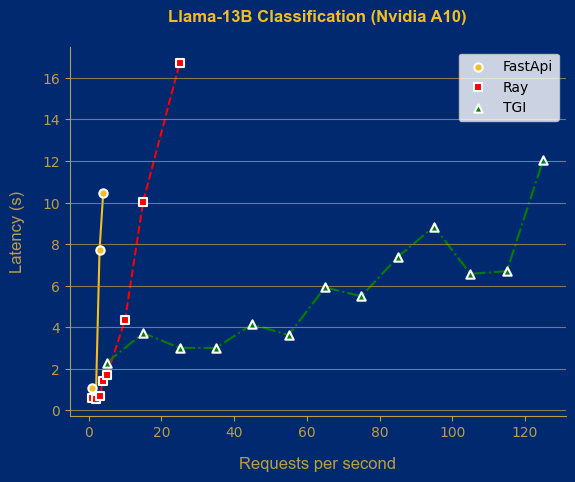 Llama-13B Classification (Nvidia A10)
FastApi
Ray
TGI
Latency (s)
16
14
12
10
8
6
4
2
0
0 20 40 60 80 100 120
Requests per second